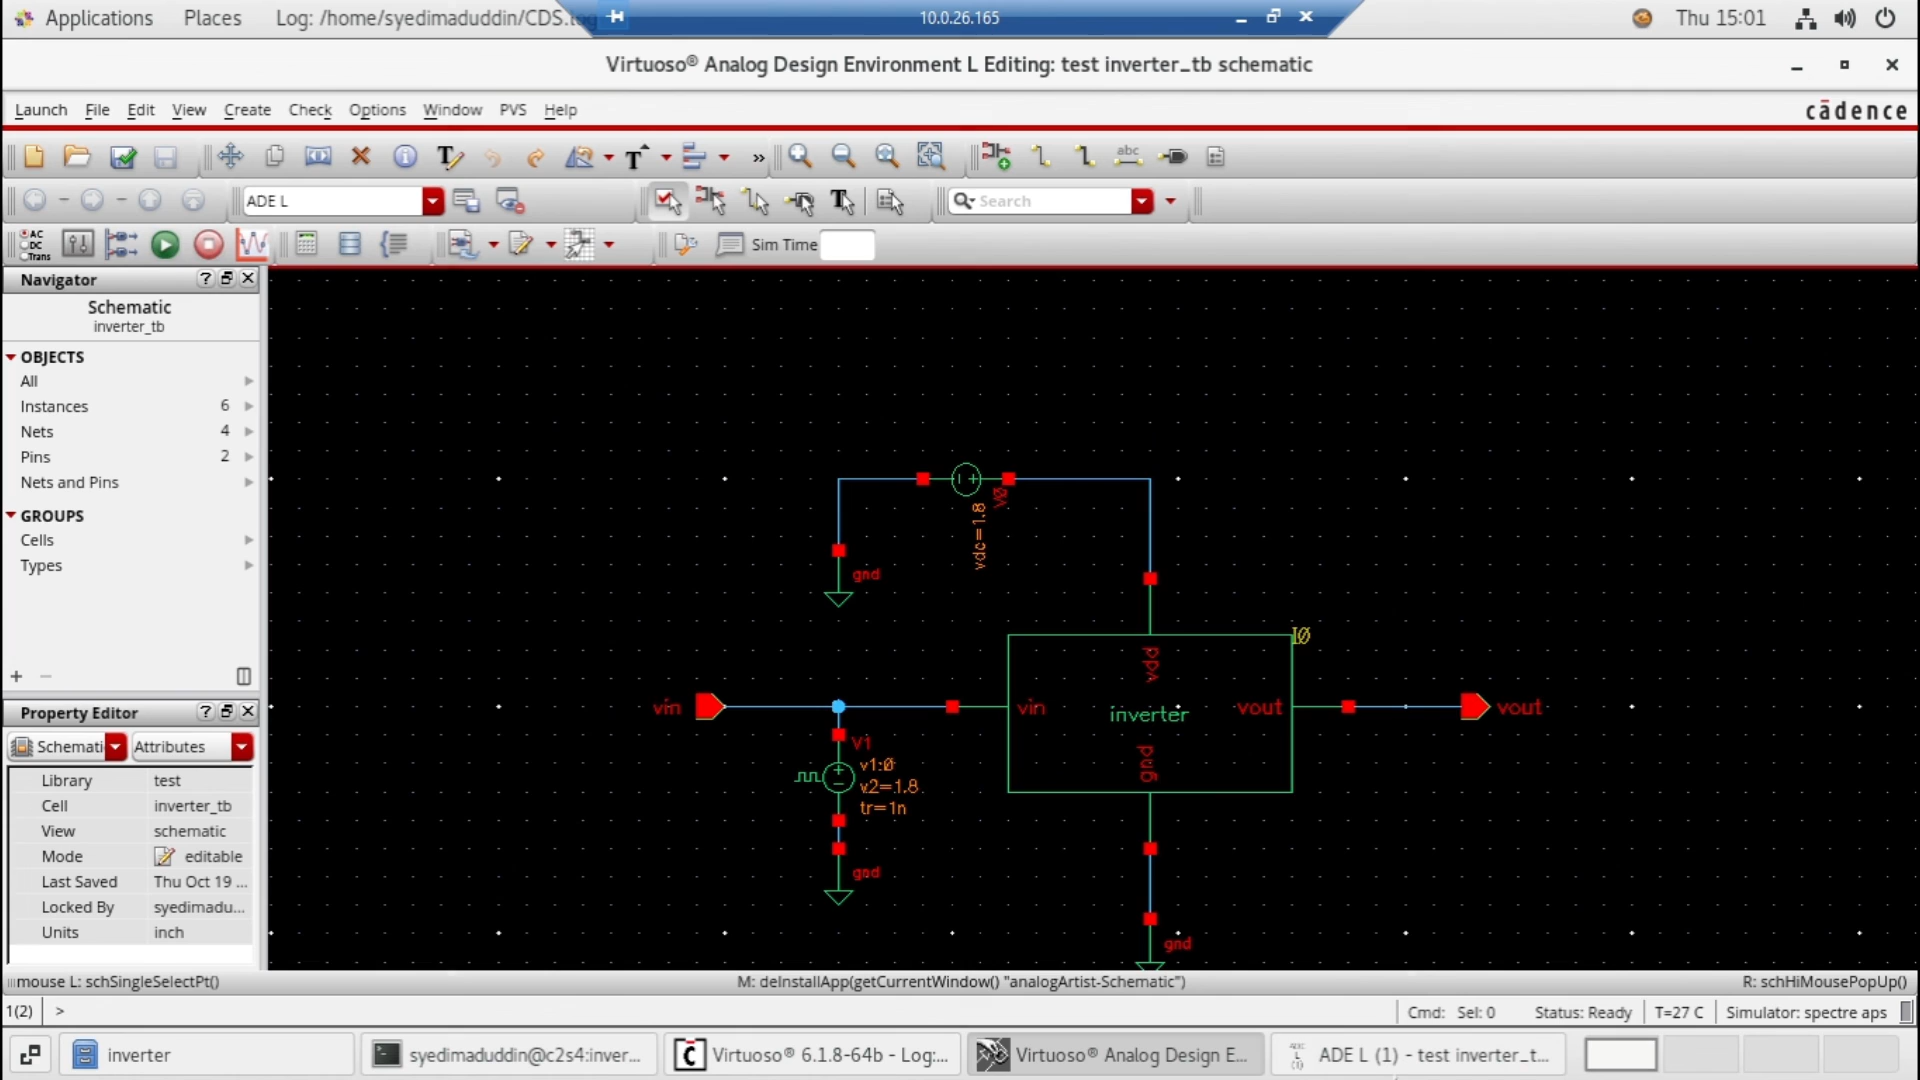 Applications Places Log: /home/syedimaduddin/CDS.log 10.0.26.165 Thu 15:01
Virtuoso® Analog Design Environment L Editing: test inverter_tb schematic
Launch File Edit View Create Check Options Window PVS Help cādence
T T » abc
ADE L T Search
AC
DC
Trans
Sim Time
Navigator ?
Schematic
inverter_tb
OBJECTS
All
Instances 6
Nets 4
Pins 2
Nets and Pins
GROUPS
Cells
Types
+ −
Property Editor ?
Schemati Attributes
Library test
Cell inverter_tb
View schematic
Mode editable
Last Saved Thu Oct 19 ...
Locked By syedimadu...
Units inch
V0
vdc=1.8
gnd
I0
vdd
vin vin inverter vout vout
gnd
V1
v1:0
v2=1.8
tr=1n
gnd
gnd
mouse L: schSingleSelectPt() M: deInstallApp(getCurrentWindow() "analogArtist-Schematic") R: schHiMousePopUp()
1(2) > Cmd: Sel: 0 Status: Ready T=27 C Simulator: spectre aps
inverter syedimaduddin@c2s4:inver... Virtuoso® 6.1.8-64b - Log:... Virtuoso® Analog Design E... ADE L (1) - test inverter_t...